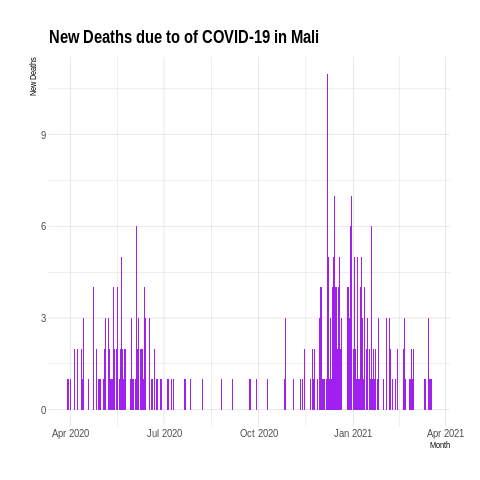 New Deaths due to of COVID-19 in Mali
New Deaths
9
6
3
0
Apr 2020 Jul 2020 Oct 2020 Jan 2021 Apr 2021
Month